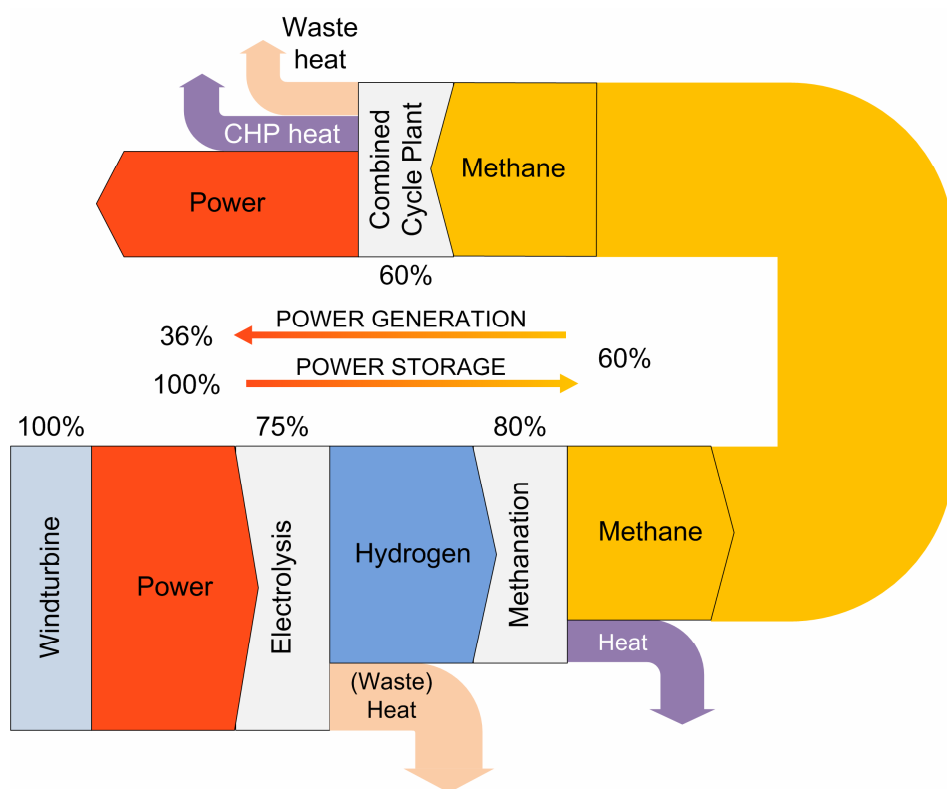 Waste
heat
CHP heat
Power
Combined
Cycle Plant
Methane
60%
POWER GENERATION
36%
60%
POWER STORAGE
100%
100%
75%
80%
Windturbine
Power
Electrolysis
Hydrogen
Methanation
Methane
Heat
(Waste)
Heat